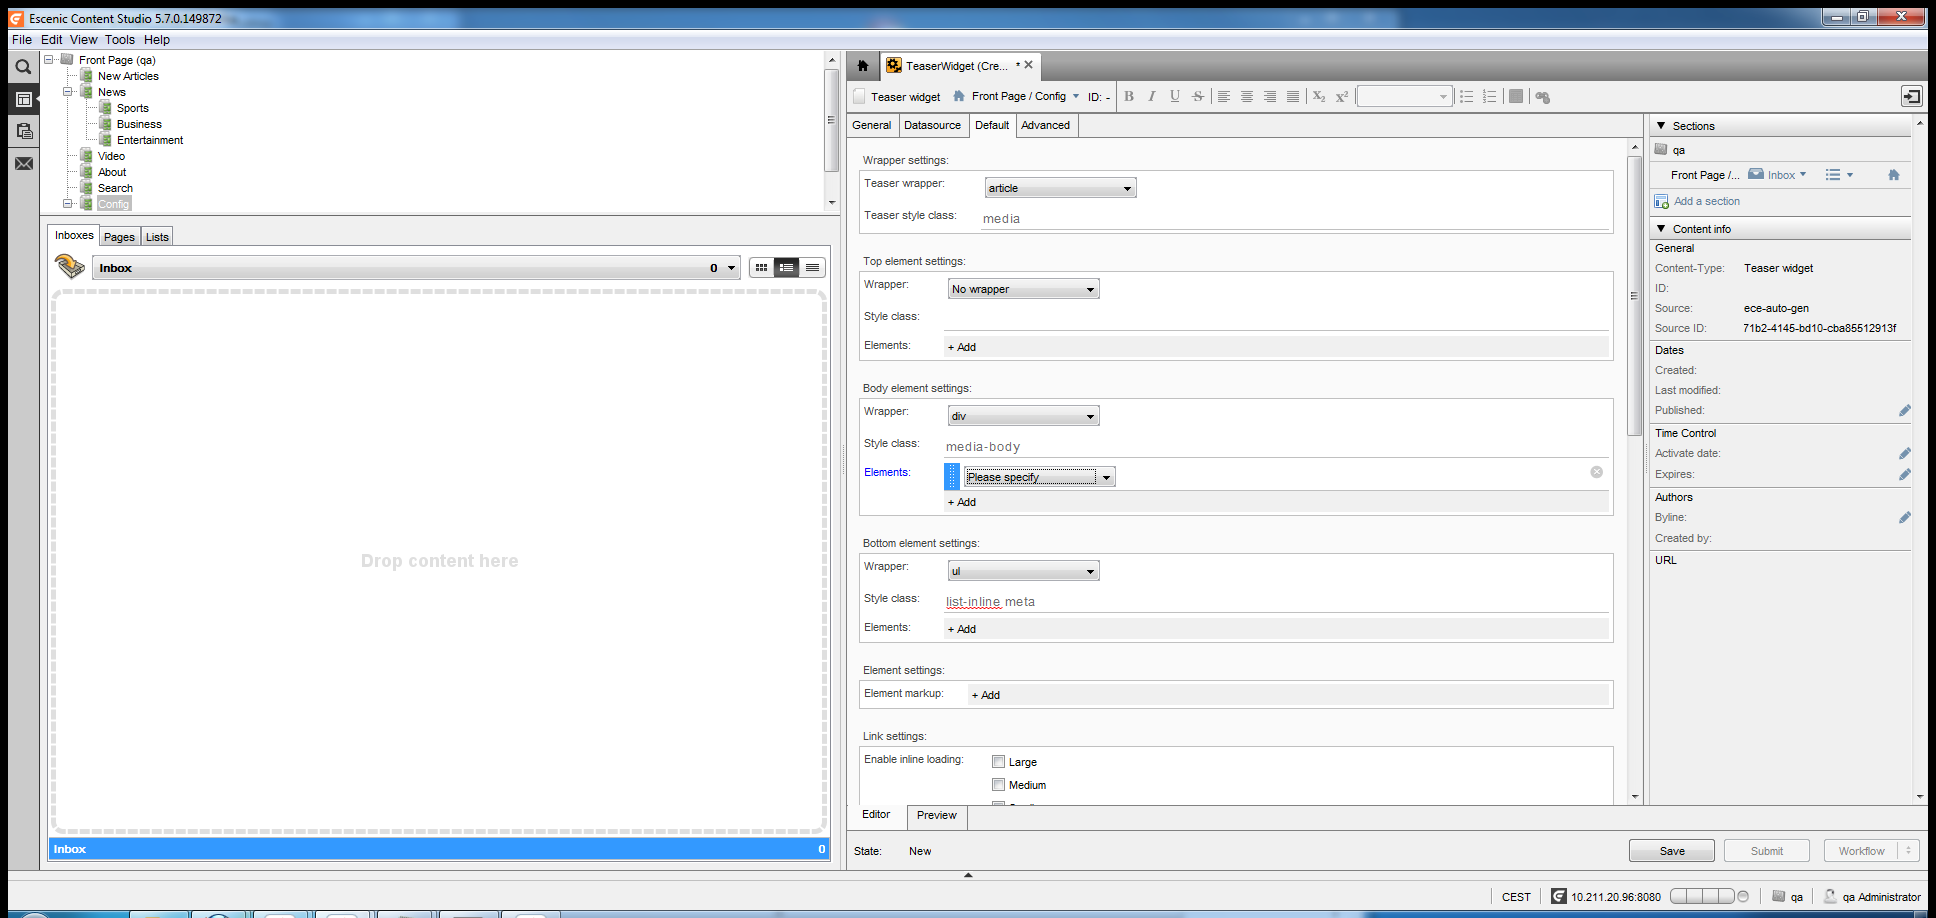 Escenic Content Studio 5.7.0.149872
File Edit View Tools Help
Front Page (qa)
New Articles
News
Sports
Business
Entertainment
Video
About
Search
Config
Inboxes Pages Lists
Inbox 0
Drop content here
Inbox 0
TeaserWidget (Cre... *
Teaser widget Front Page / Config ID: - B I U S X2 X2
General Datasource Default Advanced
Wrapper settings:
Teaser wrapper: article
Teaser style class: media
Top element settings:
Wrapper: No wrapper
Style class:
Elements: + Add
Body element settings:
Wrapper: div
Style class: media-body
Elements: Please specify
+ Add
Bottom element settings:
Wrapper: ul
Style class: list-inline meta
Elements: + Add
Element settings:
Element markup: + Add
Link settings:
Enable inline loading: Large
Medium
Editor Preview
State: New
Save Submit Workflow
Sections
qa
Front Page /... Inbox
Add a section
Content info
General
Content-Type: Teaser widget
ID:
Source: ece-auto-gen
Source ID: 71b2-4145-bd10-cba85512913f
Dates
Created:
Last modified:
Published:
Time Control
Activate date:
Expires:
Authors
Byline:
Created by:
URL
CEST 10.211.20.96:8080 qa qa Administrator